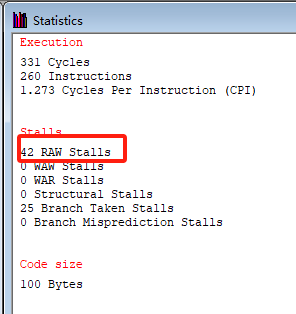 Statistics
Execution
331 Cycles
260 Instructions
1.273 Cycles Per Instruction (CPI)
Stalls
42 RAW Stalls
0 WAW Stalls
0 WAR Stalls
0 Structural Stalls
25 Branch Taken Stalls
0 Branch Misprediction Stalls
Code size
100 Bytes